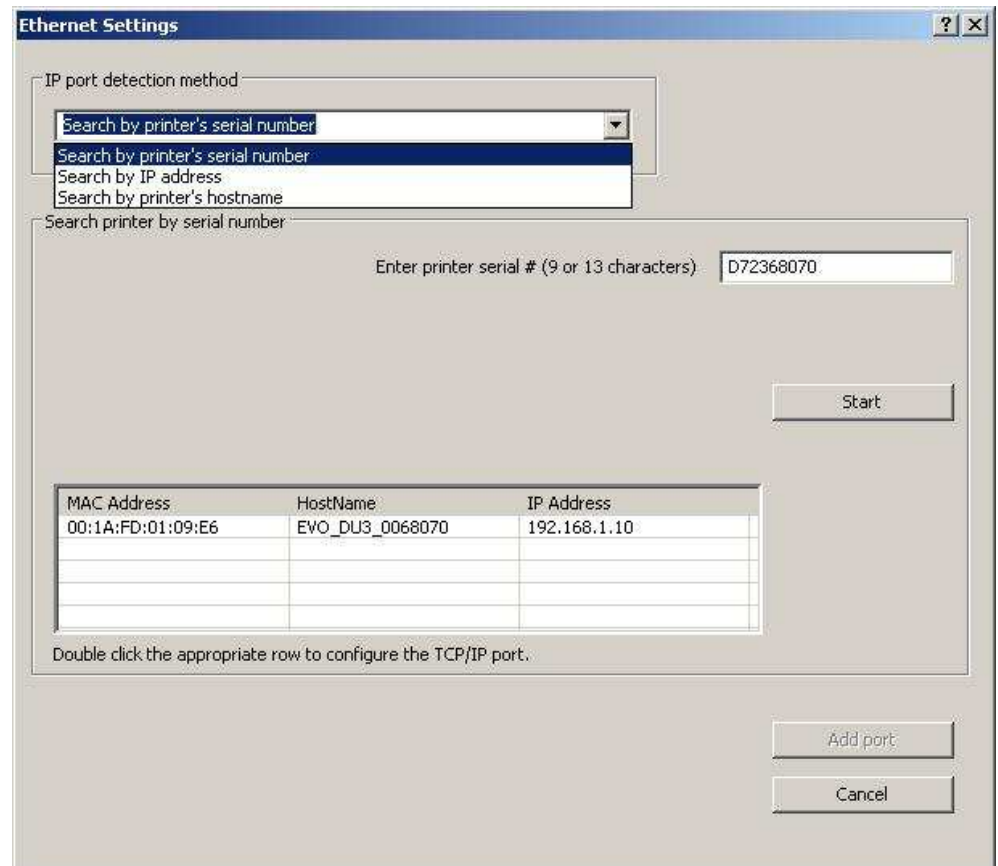 Ethernet Settings
IP port detection method
Search by printer's serial number
Search by printer's serial number
Search by IP address
Search by printer's hostname
Search printer by serial number
Enter printer serial # (9 or 13 characters) D72368070
Start
MAC Address HostName IP Address
00:1A:FD:01:09:E6 EVO_DU3_0068070 192.168.1.10
Double click the appropriate row to configure the TCP/IP port.
Add port
Cancel